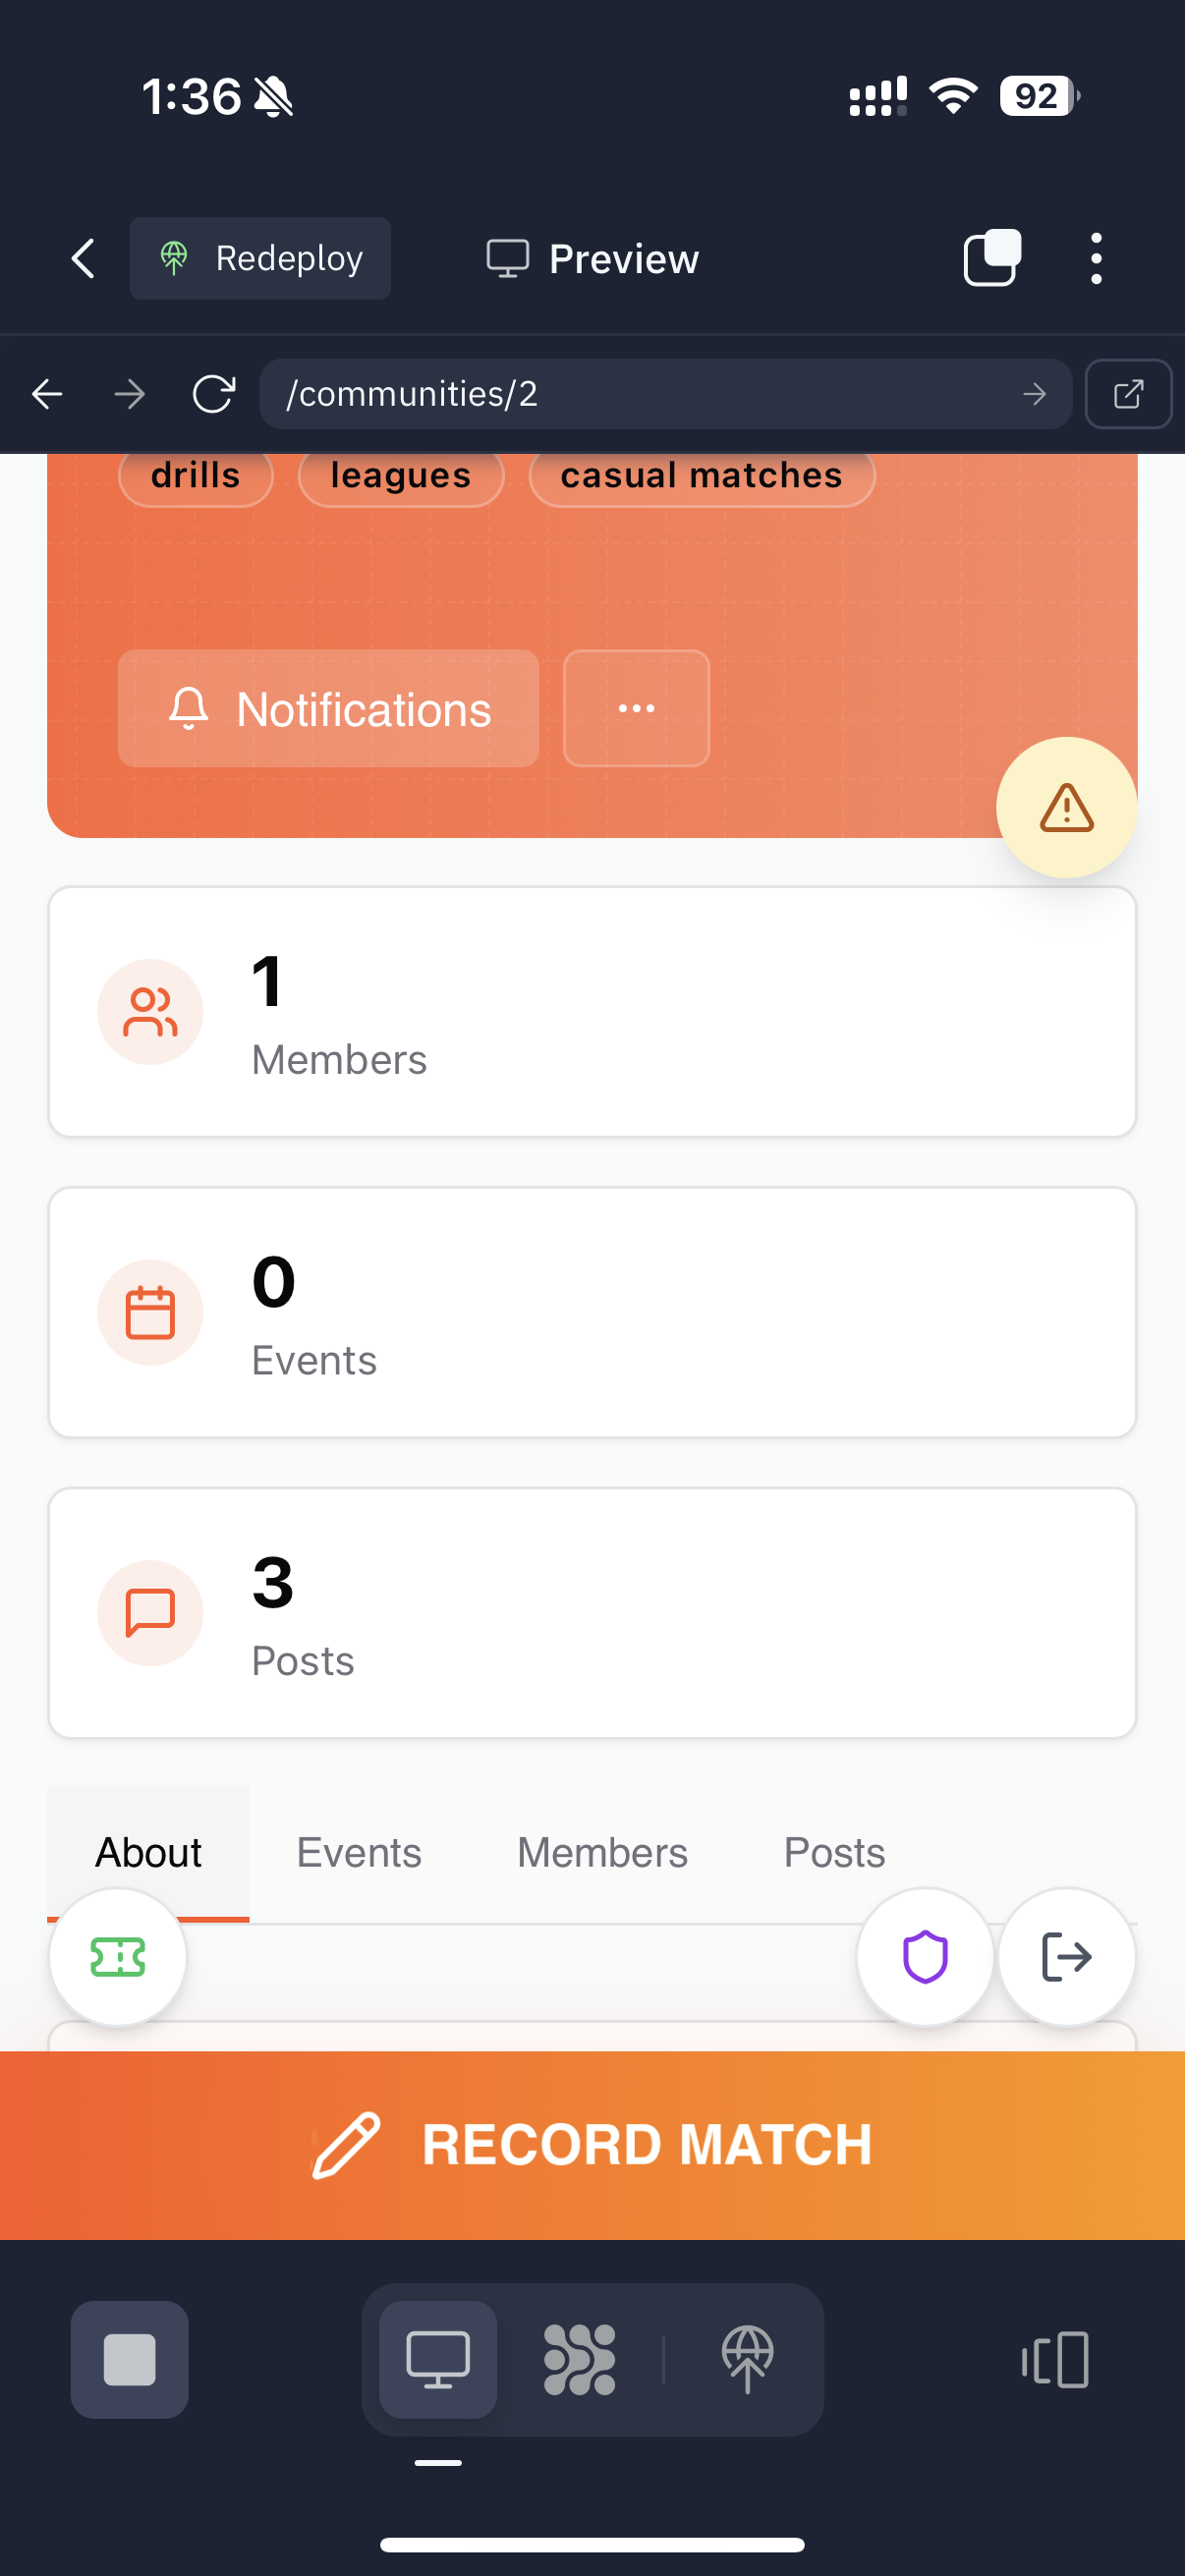 1:36
92
Redeploy
Preview
/communities/2
drills leagues casual matches
Notifications
1
Members
0
Events
3
Posts
About Events Members Posts
RECORD MATCH